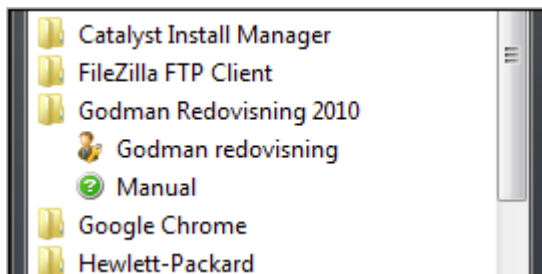 Catalyst Install Manager
FileZilla FTP Client
Godman Redovisning 2010
Godman redovisning
Manual
Google Chrome
Hewlett-Packard